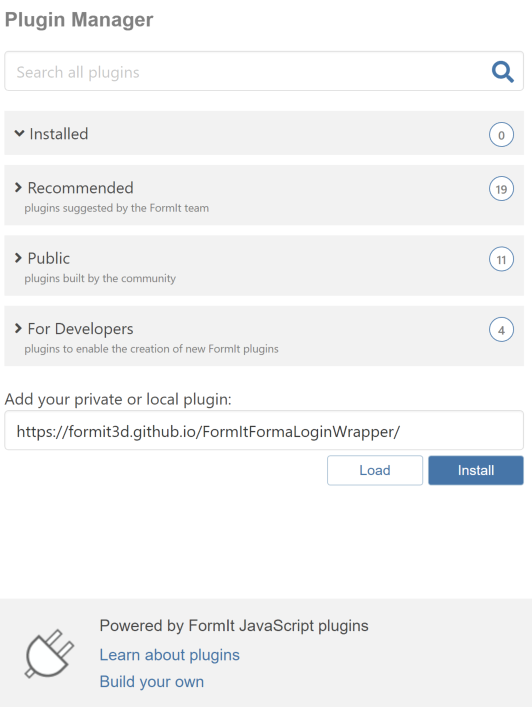 Plugin Manager
Search all plugins
Installed 0
Recommended 19
plugins suggested by the FormIt team
Public 11
plugins built by the community
For Developers 4
plugins to enable the creation of new FormIt plugins
Add your private or local plugin:
https://formit3d.github.io/FormItFormaLoginWrapper/
Load Install
Powered by FormIt JavaScript plugins
Learn about plugins
Build your own